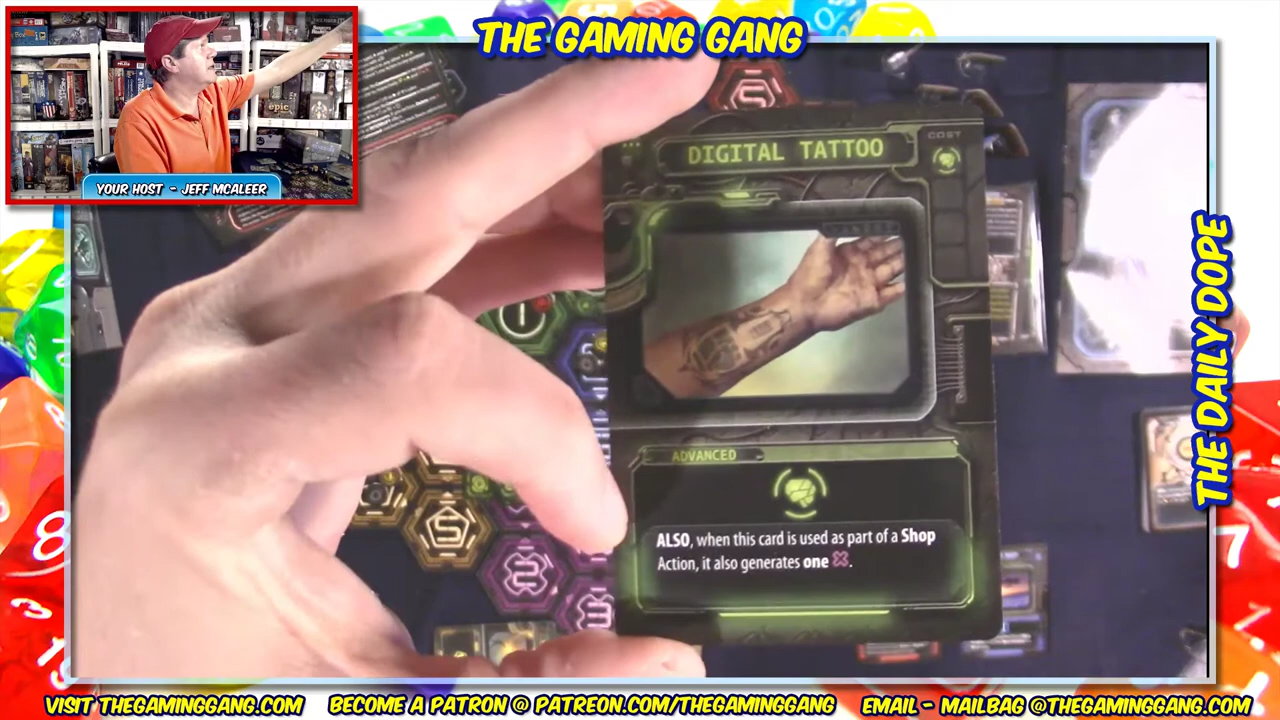 THE GAMING GANG
YOUR HOST - JEFF MCALEER
epic
DIGITAL TATTOO
COST
ADVANCED
ALSO, when this card is used as part of a Shop
Action, it also generates one
THE DAILY DOPE
VISIT THEGAMINGGANG.COM
BECOME A PATRON @ PATREON.COM/THEGAMINGGANG
EMAIL - MAILBAG @THEGAMINGGANG.COM